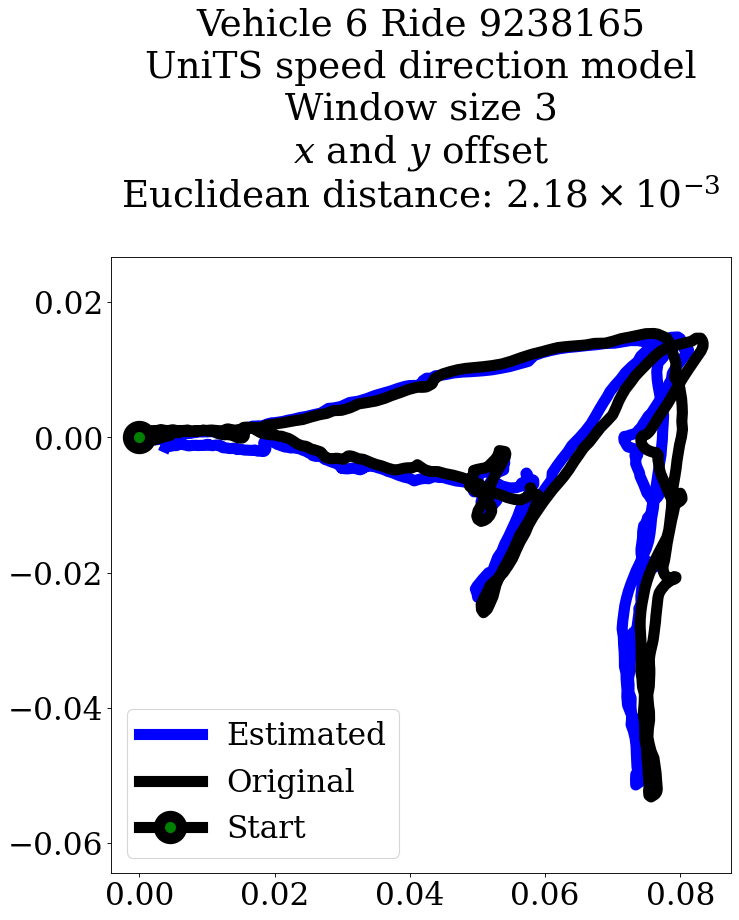 Vehicle 6 Ride 9238165
UniTS speed direction model
Window size 3
x and y offset
Euclidean distance: 2.18 × 10⁻³
0.02
0.00
−0.02
−0.04
−0.06
Estimated
Original
Start
0.00 0.02 0.04 0.06 0.08